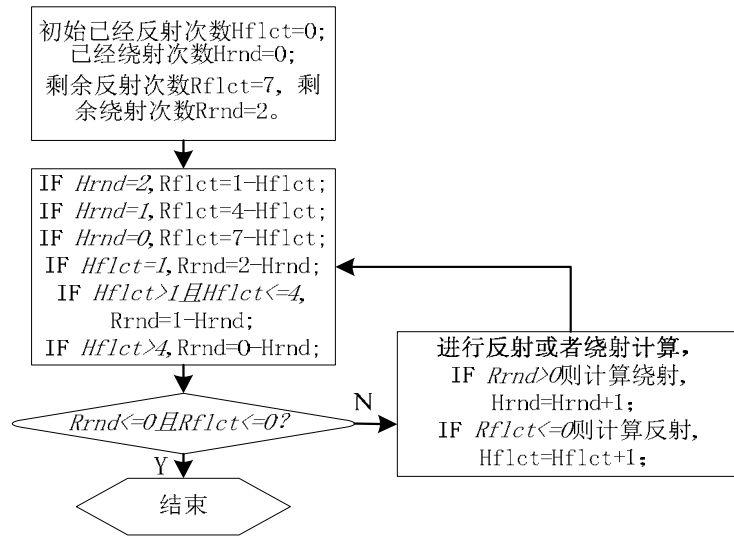 初始已经反射次数Hflct=0;
已经绕射次数Hrnd=0;
剩余反射次数Rflct=7, 剩
余绕射次数Rrnd=2。
IF Hrnd=2,Rflct=1-Hflct;
IF Hrnd=1,Rflct=4-Hflct;
IF Hrnd=0,Rflct=7-Hflct;
IF Hflct=1,Rrnd=2-Hrnd;
IF Hflct>1且Hflct<=4,
Rrnd=1-Hrnd;
IF Hflct>4,Rrnd=0-Hrnd;
Rrnd<=0且Rflct<=0?
N
进行反射或者绕射计算,
IF Rrnd>0则计算绕射,
Hrnd=Hrnd+1;
IF Rflct<=0则计算反射,
Hflct=Hflct+1;
Y
结束